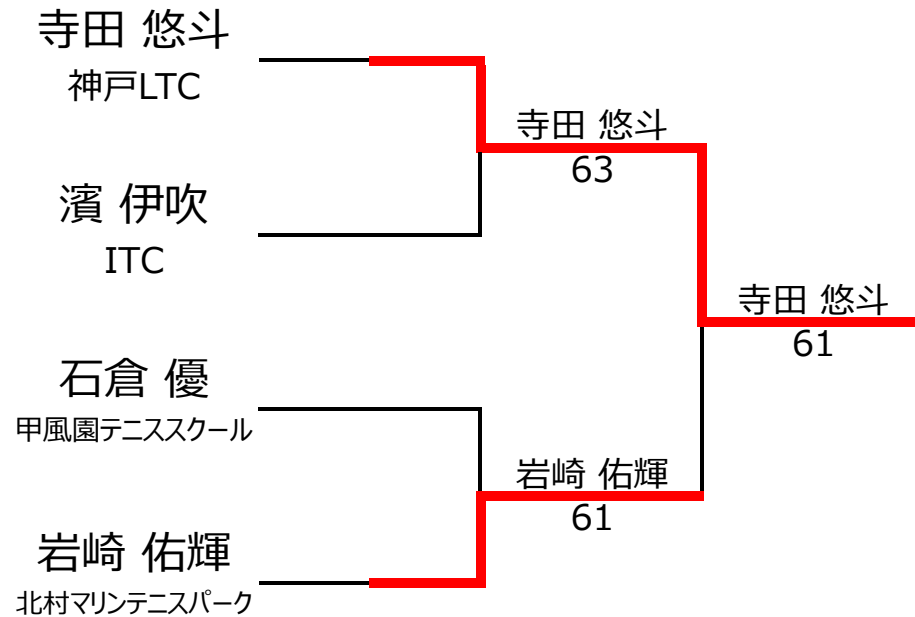 寺田 悠斗
神戸LTC
寺田 悠斗
63
濱 伊吹
ITC
寺田 悠斗
61
石倉 優
甲風園テニススクール
岩崎 佑輝
61
岩崎 佑輝
北村マリンテニスパーク